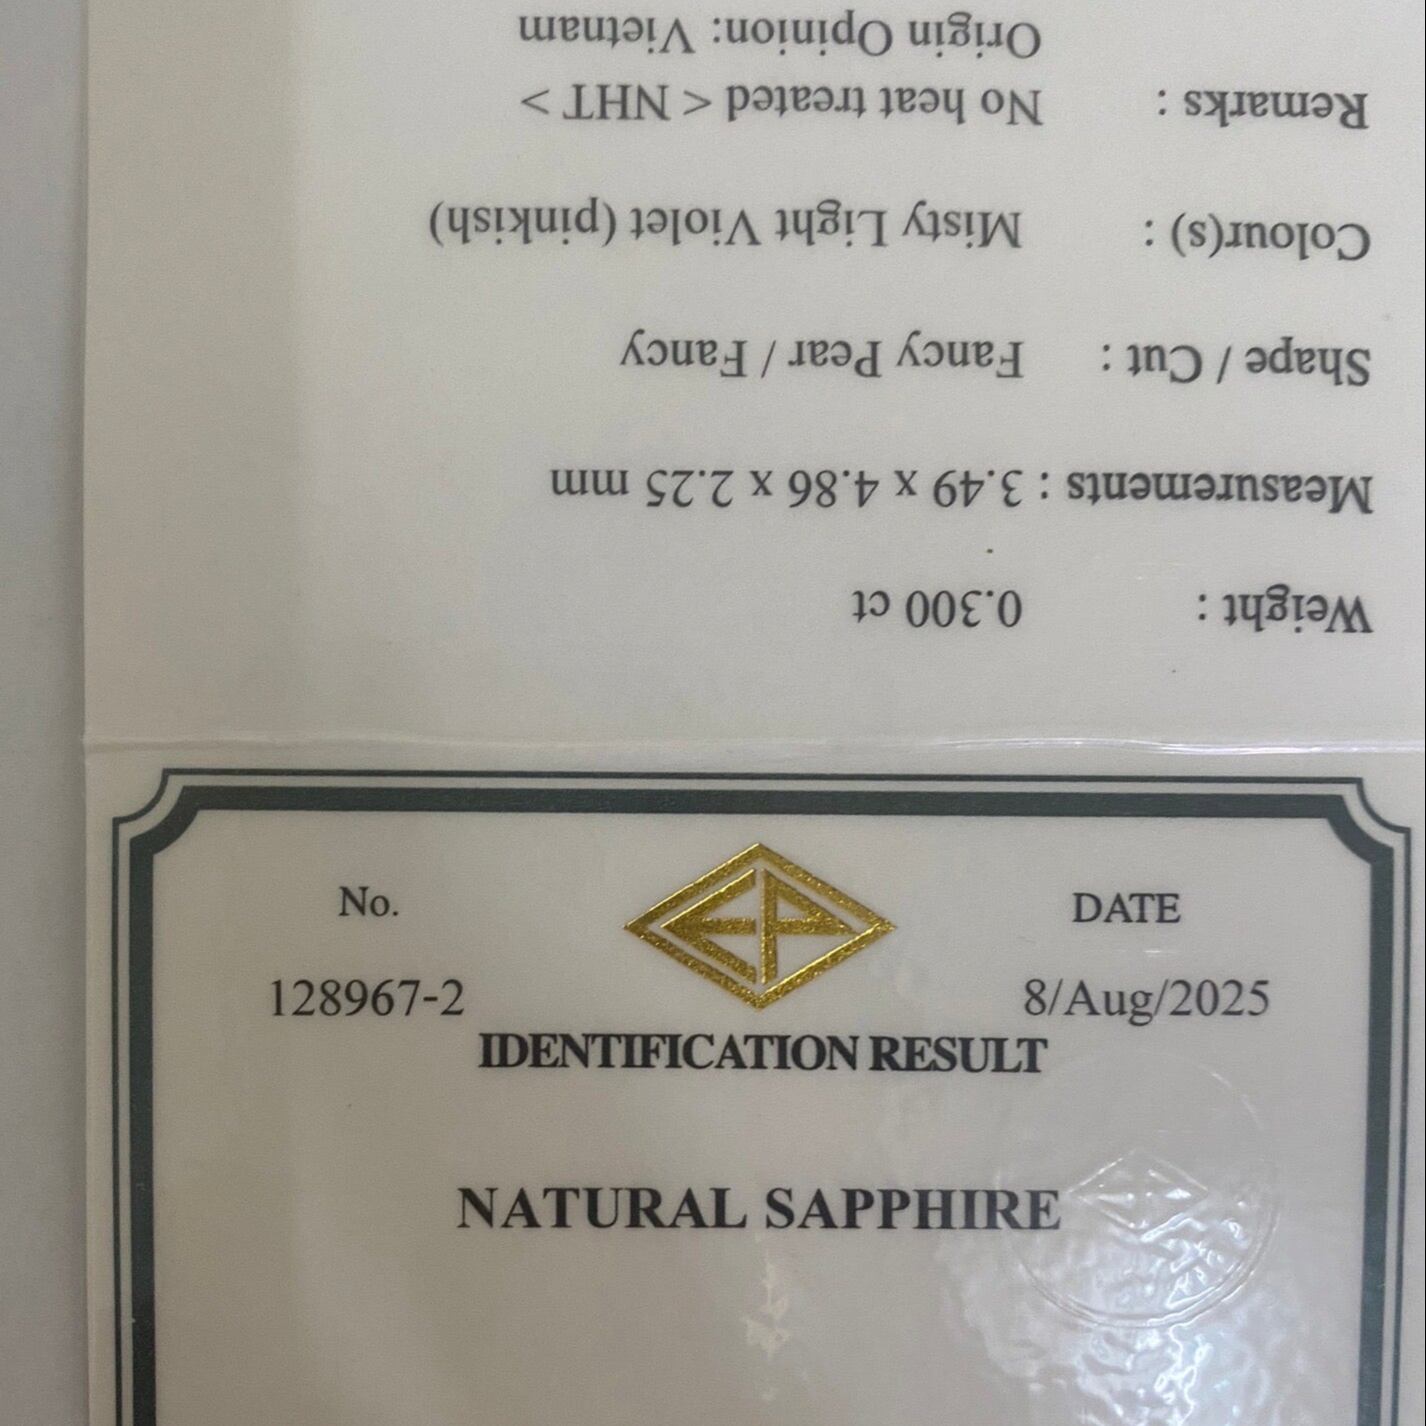 Weight : 0.300 ct
Measurements : 3.49 x 4.86 x 2.25 mm
Shape / Cut : Fancy Pear / Fancy
Colour(s) : Misty Light Violet (pinkish)
Remarks : No heat treated < NHT >
Origin Opinion: Vietnam
No. EP DATE
128967-2 8/Aug/2025
IDENTIFICATION RESULT
NATURAL SAPPHIRE